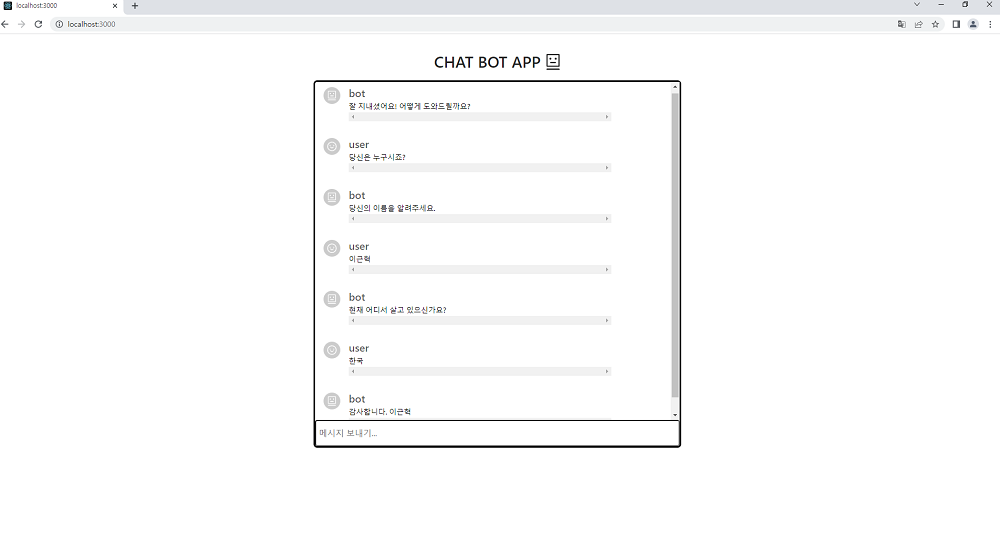 localhost:3000
localhost:3000
CHAT BOT APP
bot
잘 지내셨어요! 어떻게 도와드릴까요?
user
당신은 누구시죠?
bot
당신의 이름을 알려주세요.
user
이근혁
bot
현재 어디서 살고 있으신가요?
user
한국
bot
감사합니다. 이근혁
메시지 보내기...